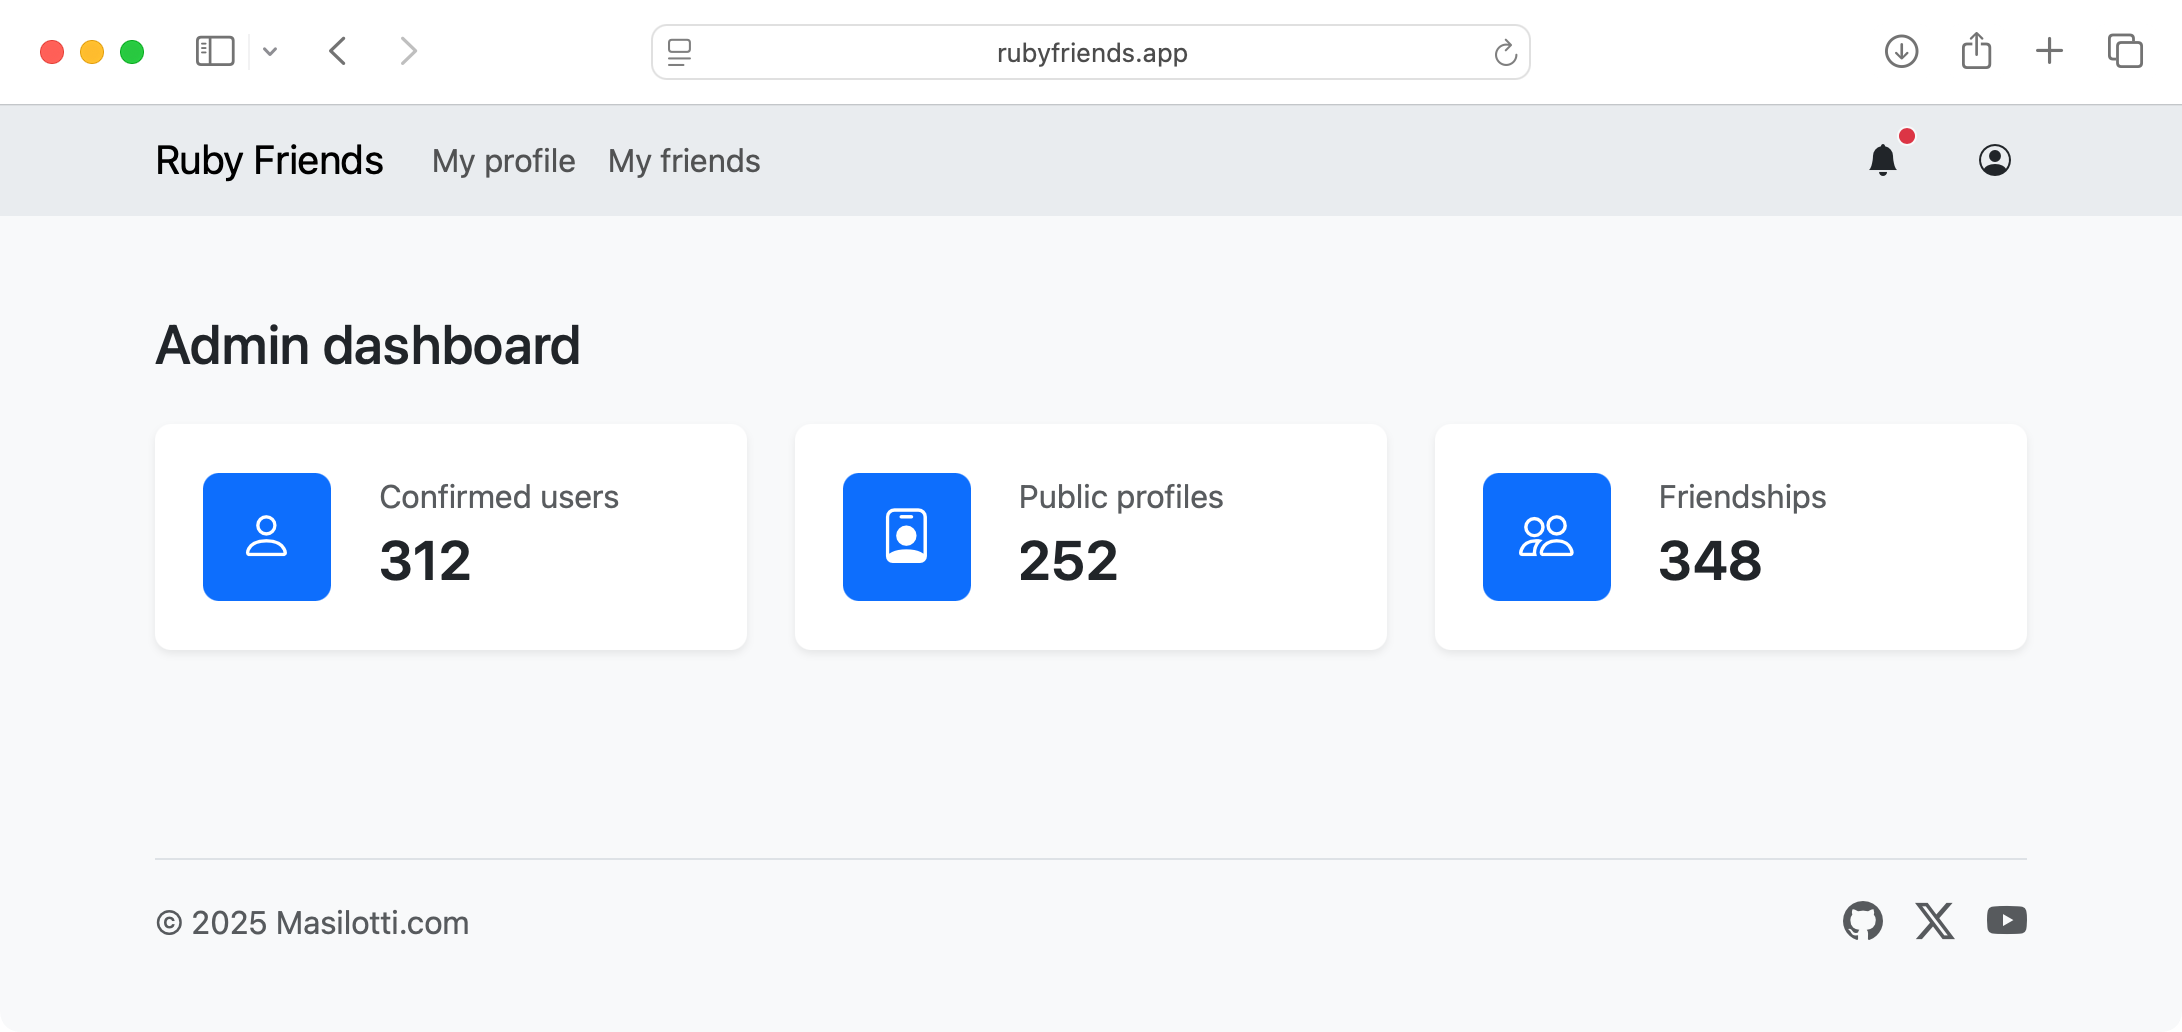 rubyfriends.app
Ruby Friends My profile My friends
Admin dashboard
Confirmed users
312
Public profiles
252
Friendships
348
© 2025 Masilotti.com